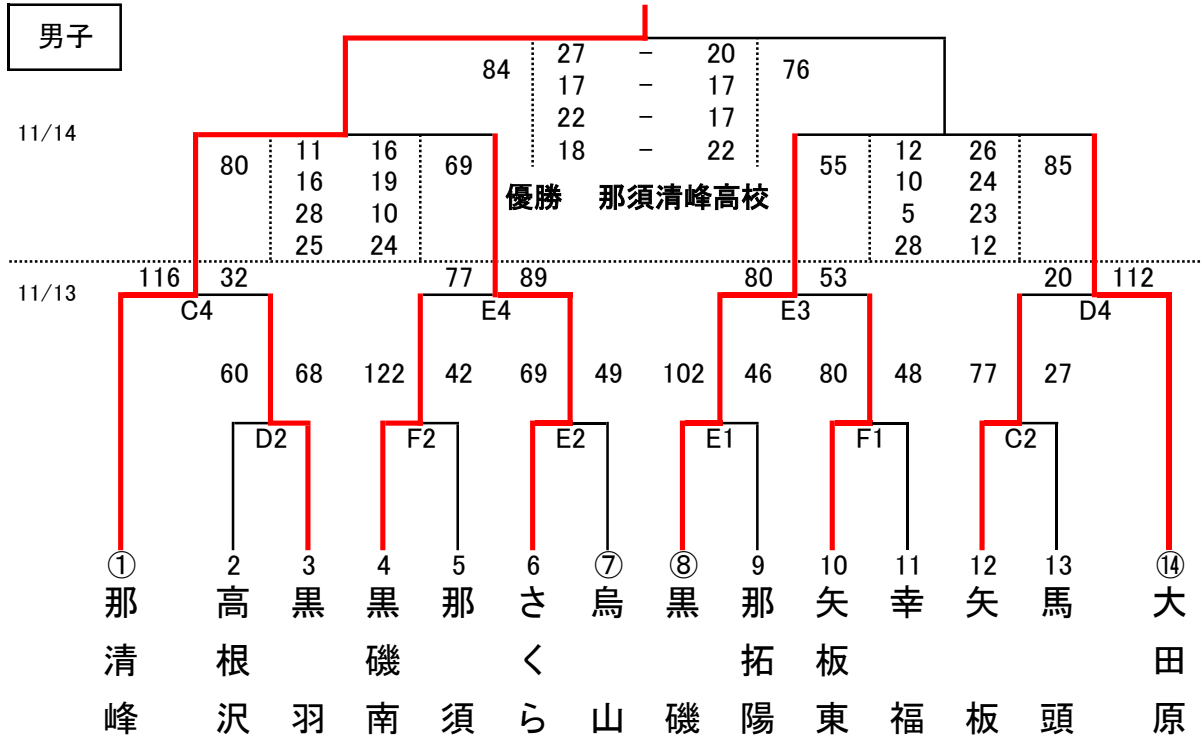 男子
84 27 － 20 76
17 － 17
22 － 17
18 － 22
11/14
80 11 16 69
16 19
28 10
25 24
55 12 26 85
10 24
5 23
28 12
優勝 那須清峰高校
11/13
116 32 77 89 80 53 20 112
C4 E4 E3 D4
60 68 122 42 69 49 102 46 80 48 77 27
D2 F2 E2 E1 F1 C2
① 2 3 4 5 6 ⑦ ⑧ 9 10 11 12 13 ⑭
那清峰
高根沢
黒羽
黒磯南
那須
さくら
烏山
黒磯
那拓陽
矢板東
幸福
矢板
馬頭
大田原